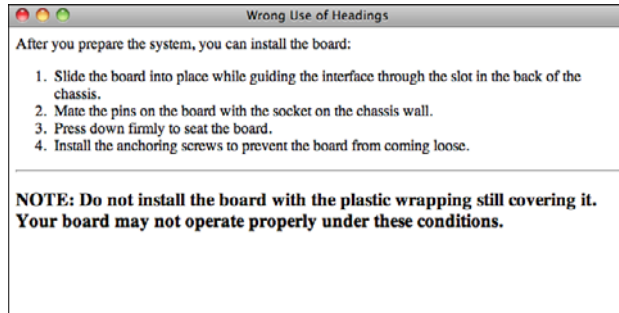 Wrong Use of Headings
After you prepare the system, you can install the board:
1. Slide the board into place while guiding the interface through the slot in the back of the
chassis.
2. Mate the pins on the board with the socket on the chassis wall.
3. Press down firmly to seat the board.
4. Install the anchoring screws to prevent the board from coming loose.
NOTE: Do not install the board with the plastic wrapping still covering it.
Your board may not operate properly under these conditions.